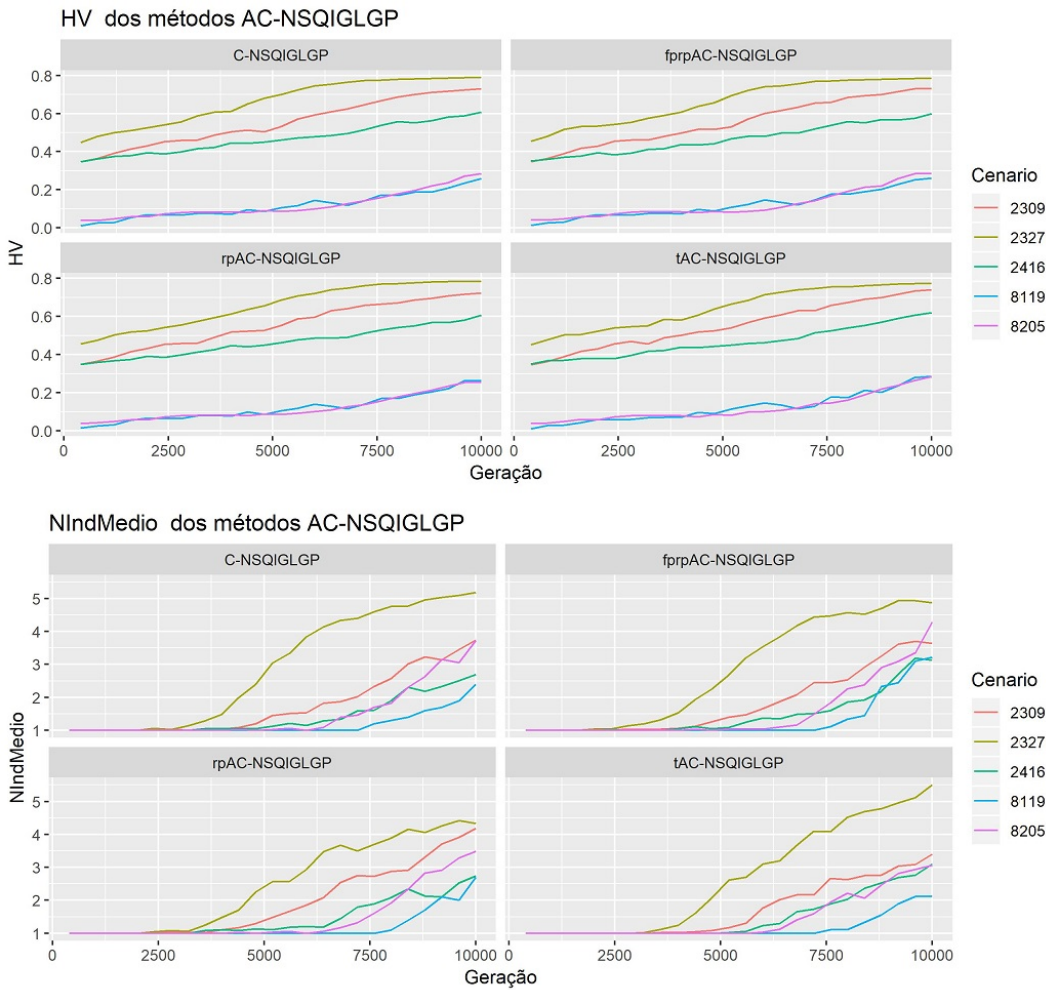 HV dos métodos AC-NSQIGLGP
C-NSQIGLGP
fprpAC-NSQIGLGP
0.8
0.6
0.4
0.2
0.0
HV
rpAC-NSQIGLGP
tAC-NSQIGLGP
0.8
0.6
0.4
0.2
0.0
0 2500 5000 7500 10000 0 2500 5000 7500 10000
Geração
Cenario
2309
2327
2416
8119
8205
NIndMedio dos métodos AC-NSQIGLGP
C-NSQIGLGP
fprpAC-NSQIGLGP
5
4
3
2
1
NIndMedio
rpAC-NSQIGLGP
tAC-NSQIGLGP
5
4
3
2
1
0 2500 5000 7500 10000 0 2500 5000 7500 10000
Geração
Cenario
2309
2327
2416
8119
8205